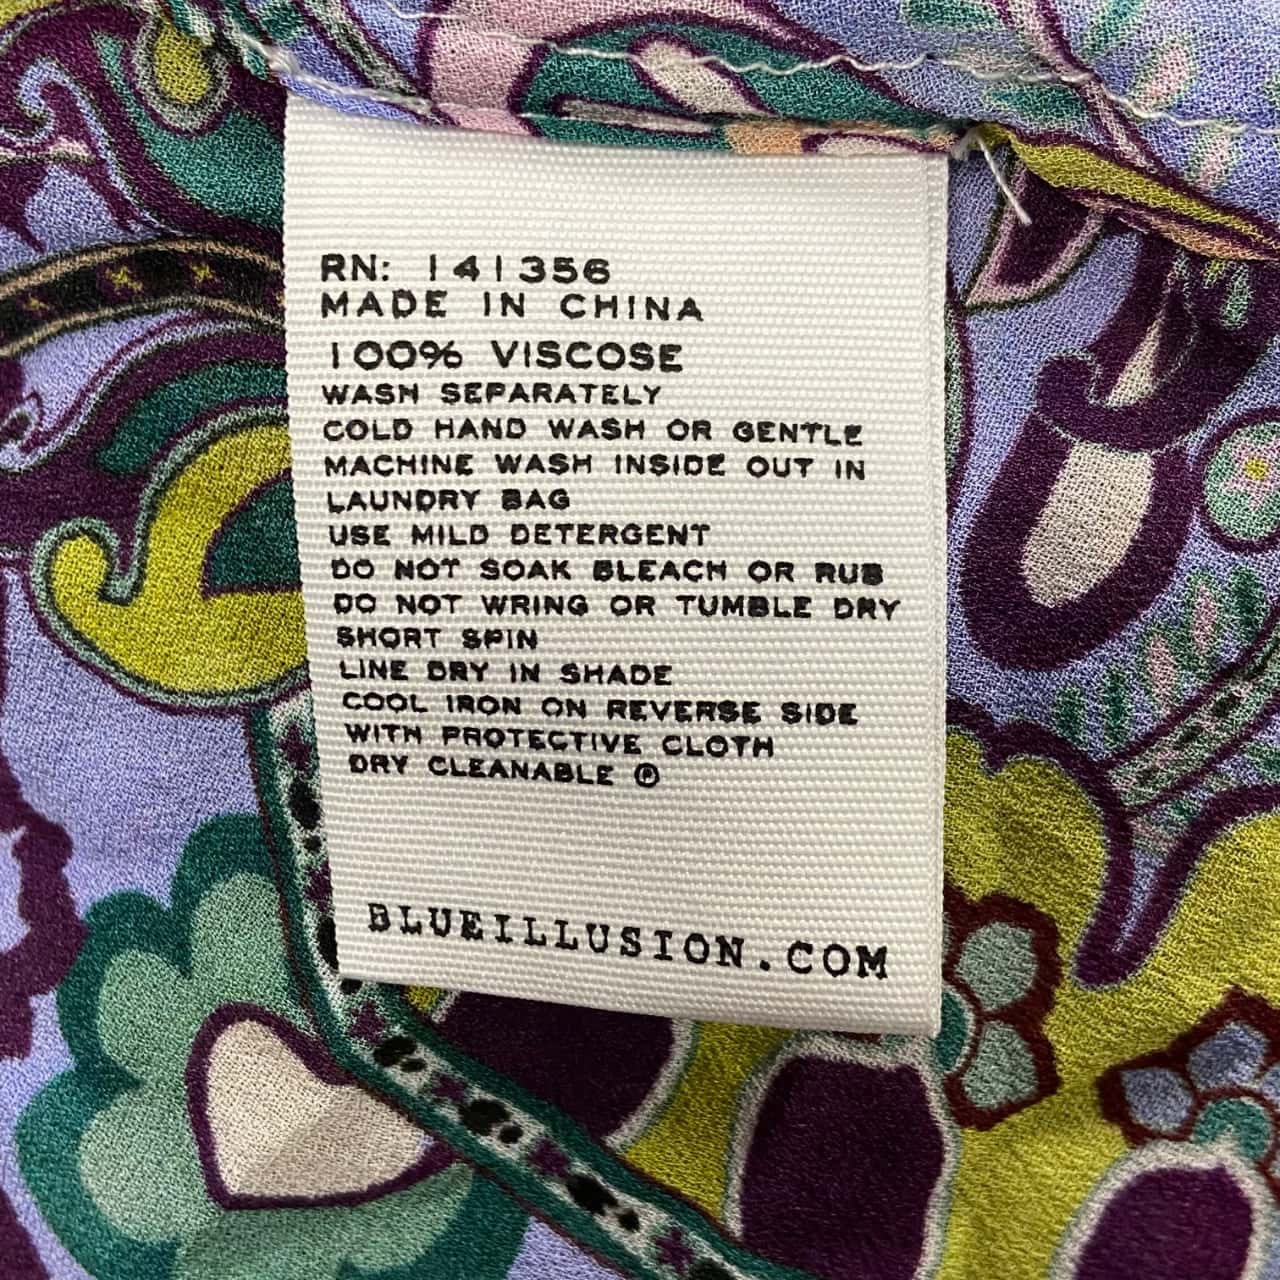 RN: 141356
MADE IN CHINA
100% VISCOSE
WASH SEPARATELY
COLD HAND WASH OR GENTLE
MACHINE WASH INSIDE OUT IN
LAUNDRY BAG
USE MILD DETERGENT
DO NOT SOAK BLEACH OR RUB
DO NOT WRING OR TUMBLE DRY
SHORT SPIN
LINE DRY IN SHADE
COOL IRON ON REVERSE SIDE
WITH PROTECTIVE CLOTH
DRY CLEANABLE Ⓟ
BLUEILLUSION.COM